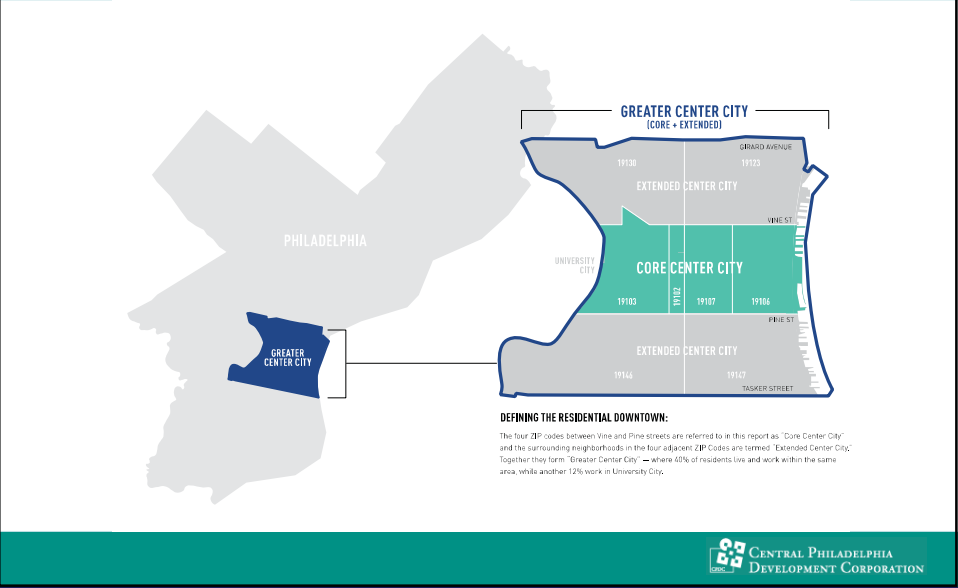 GREATER CENTER CITY
(CORE + EXTENDED)
GIRARD AVENUE
19130
19123
EXTENDED CENTER CITY
PHILADELPHIA
VINE ST
UNIVERSITY
CITY
CORE CENTER CITY
19103
19102
19107
19106
PINE ST
GREATER
CENTER CITY
EXTENDED CENTER CITY
19146
19147
TASKER STREET
DEFINING THE RESIDENTIAL DOWNTOWN:
The four ZIP codes between Vine and Pine streets are referred to in this report as "Core Center City"
and the surrounding neighborhoods in the four adjacent ZIP Codes are termed "Extended Center City."
Together they form "Greater Center City" — where 40% of residents live and work within the same
area, while another 12% work in University City.
CPDC
CENTRAL PHILADELPHIA
DEVELOPMENT CORPORATION